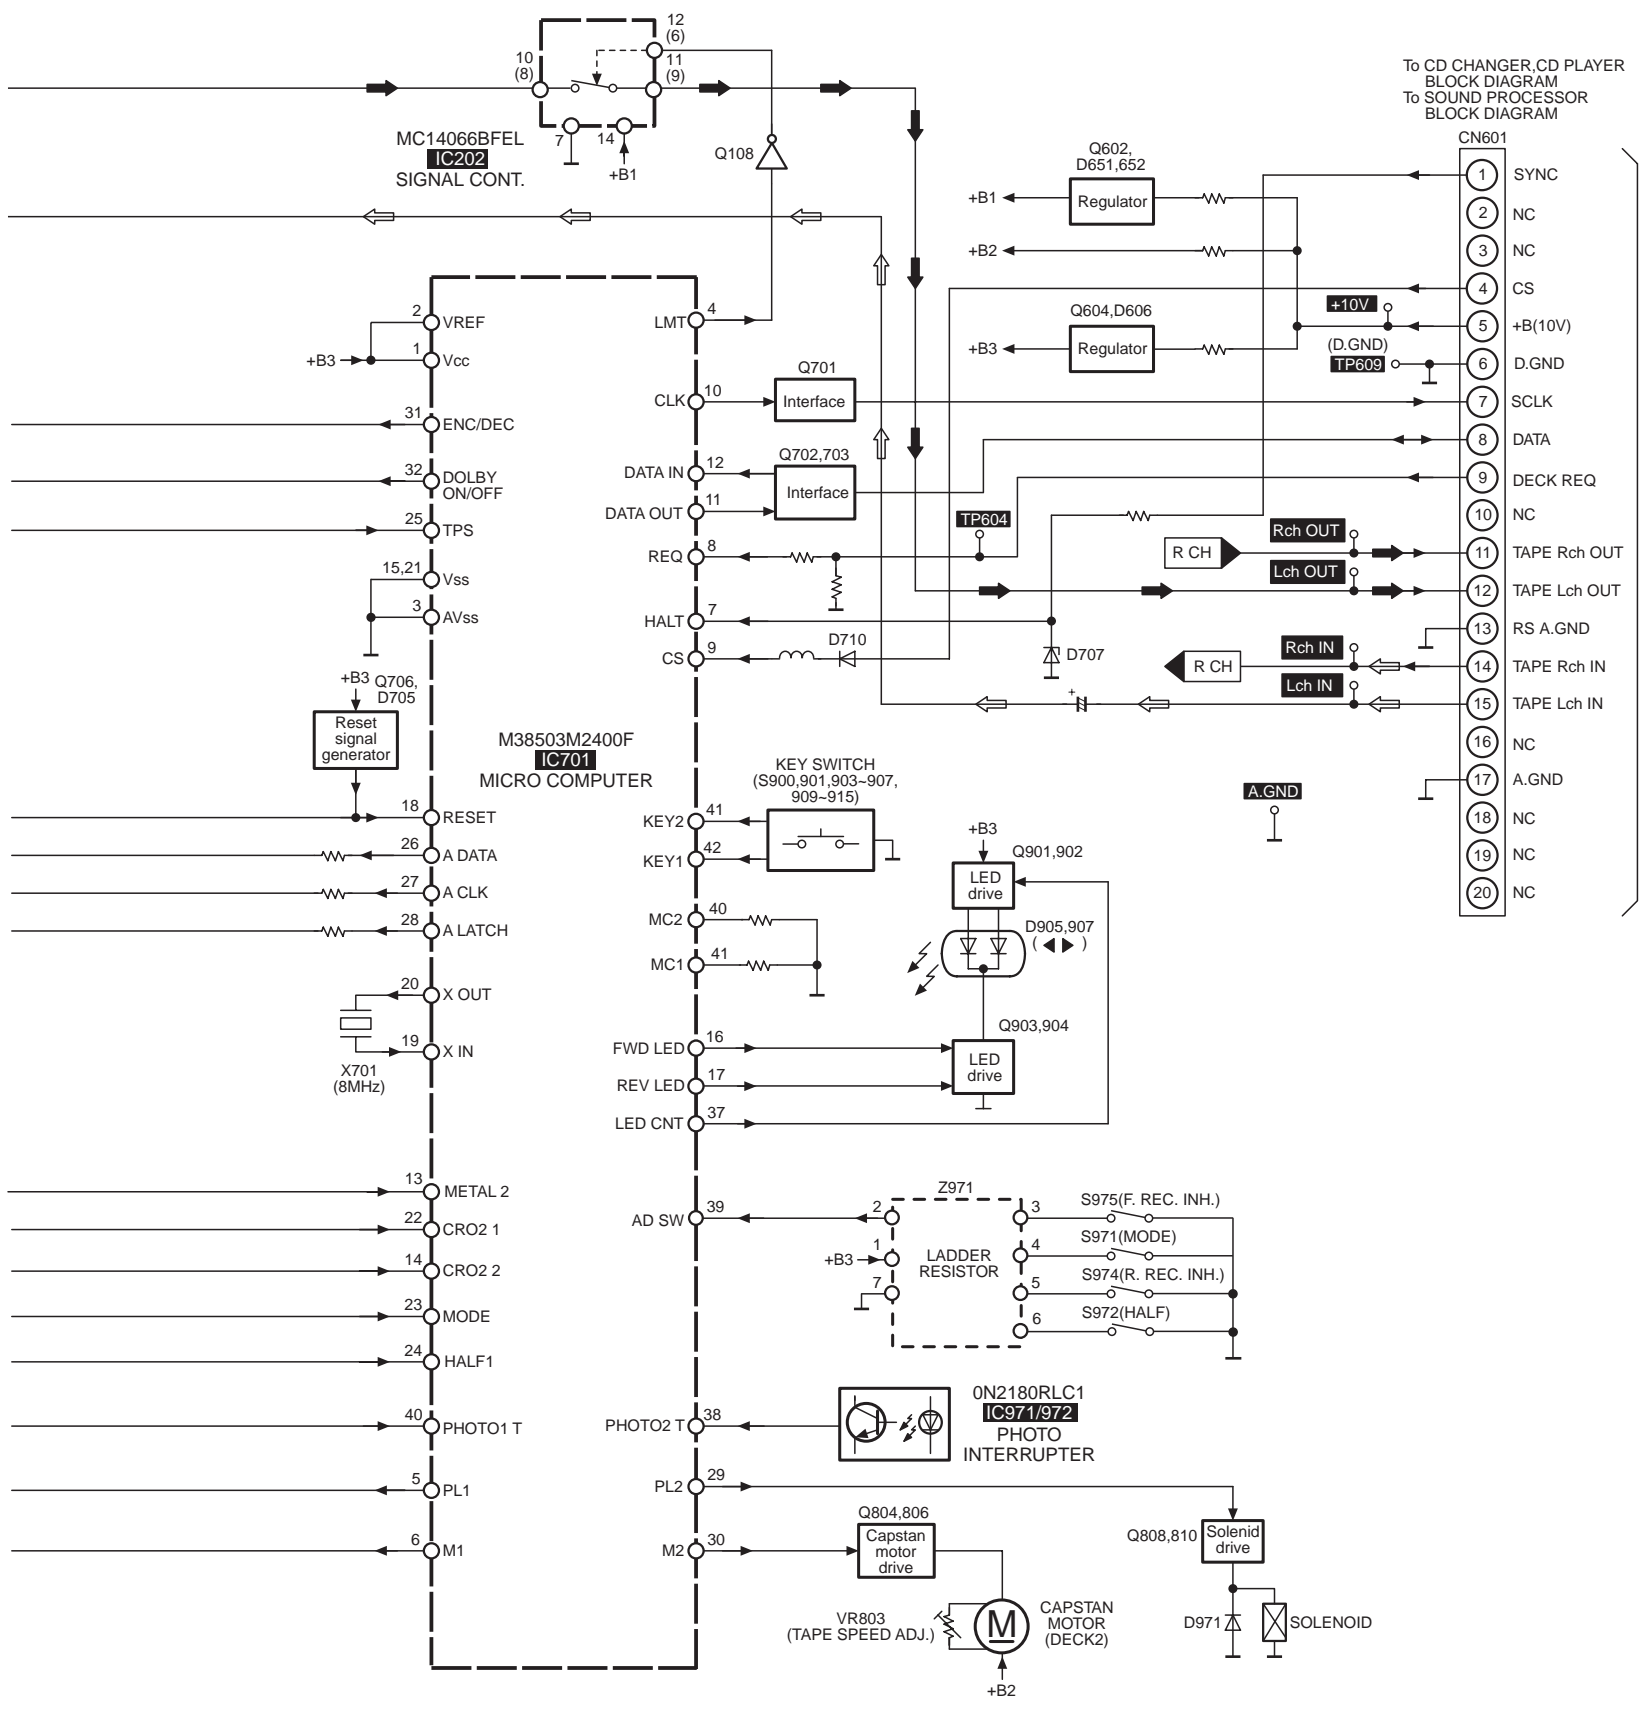 12
(6)
10
(8)
11
(9)
7
14
+B1
MC14066BFEL
IC202
SIGNAL CONT.
Q108
To CD CHANGER,CD PLAYER
BLOCK DIAGRAM
To SOUND PROCESSOR
BLOCK DIAGRAM
CN601
1 SYNC
2 NC
3 NC
4 CS
5 +B(10V)
6 D.GND
7 SCLK
8 DATA
9 DECK REQ
10 NC
11 TAPE Rch OUT
12 TAPE Lch OUT
13 RS A.GND
14 TAPE Rch IN
15 TAPE Lch IN
16 NC
17 A.GND
18 NC
19 NC
20 NC
Q602,
D651,652
+B1
Regulator
+B2
Q604,D606
+B3
Regulator
+10V
(D.GND)
TP609
TP604
Rch OUT
R CH
Lch OUT
Rch IN
R CH
Lch IN
+
A.GND
2 VREF
+B3
1 Vcc
31 ENC/DEC
32 DOLBY
ON/OFF
25 TPS
15,21 Vss
3 AVss
+B3
Q706,
D705
Reset
signal
generator
18 RESET
26 A DATA
27 A CLK
28 A LATCH
20 X OUT
19 X IN
X701
(8MHz)
13 METAL 2
22 CRO2 1
14 CRO2 2
23 MODE
24 HALF1
40 PHOTO1 T
5 PL1
6 M1
M38503M2400F
IC701
MICRO COMPUTER
LMT 4
CLK 10
Q701
Interface
DATA IN 12
DATA OUT 11
Q702,703
Interface
REQ 8
HALT 7
CS 9
D710
D707
KEY SWITCH
(S900,901,903~907,
909~915)
KEY2 41
KEY1 42
MC2 40
MC1 41
+B3
Q901,902
LED
drive
D905,907
( ◀ ▶ )
Q903,904
LED
drive
FWD LED 16
REV LED 17
LED CNT 37
AD SW 39
Z971
LADDER
RESISTOR
2
1
+B3
7
3 S975(F. REC. INH.)
4 S971(MODE)
5 S974(R. REC. INH.)
6 S972(HALF)
PHOTO2 T 38
0N2180RLC1
IC971/972
PHOTO
INTERRUPTER
PL2 29
M2 30
Q804,806
Capstan
motor
drive
VR803
(TAPE SPEED ADJ.)
M
CAPSTAN
MOTOR
(DECK2)
+B2
Q808,810
Solenid
drive
D971
SOLENOID